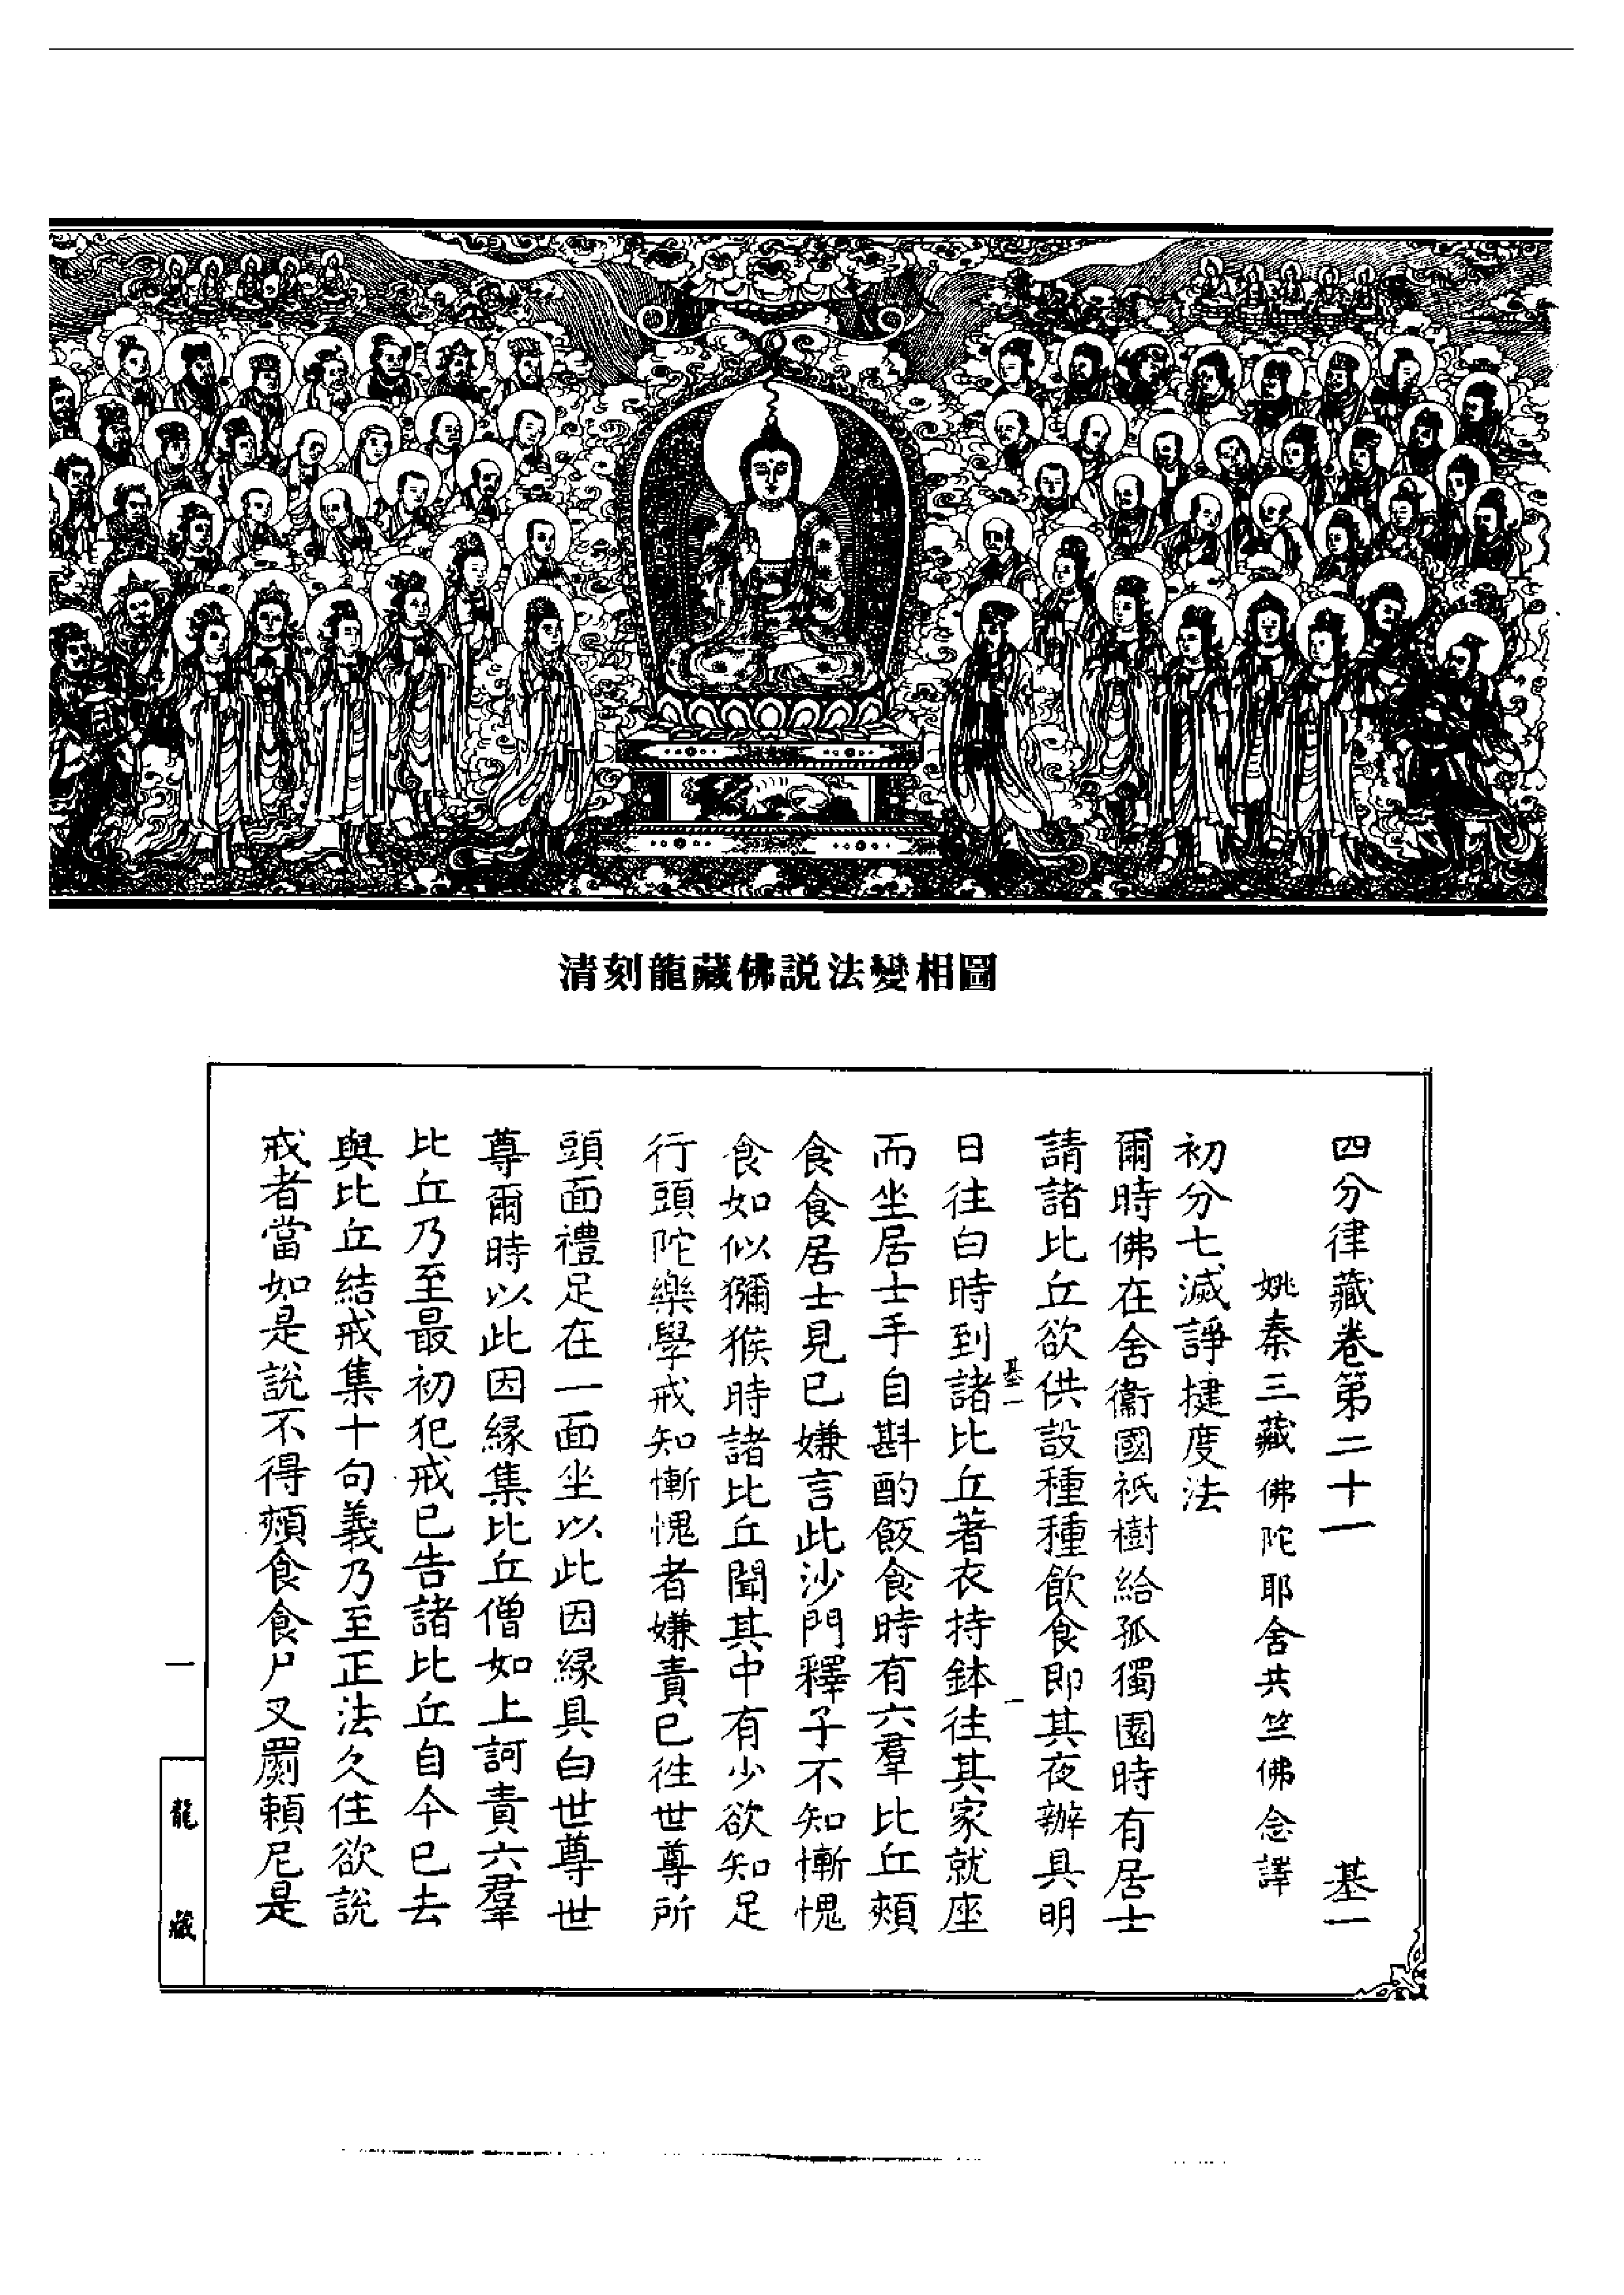 清刻龍藏佛説法變相圖
四分律藏卷第二十一 基一
姚秦三藏佛陀耶舍共竺佛念譯
初分七滅諍揵度法
爾時佛在舍衞國祇樹給孤獨園時有居士
請諸比丘欲供設種種飲食即其夜辦具明
基一 一
日往白時到諸比丘著衣持鉢往其家就座
而坐居士手自斟酌飯食時有六羣比丘頰
食食居士見已嫌言此沙門釋子不知慚愧
食如似獼猴時諸比丘聞其中有少欲知足
行頭陀樂學戒知慚愧者嫌責已往世尊所
頭面禮足在一面坐以此因縁具白世尊世
尊爾時以此因縁集比丘僧如上訶責六羣
比丘乃至最初犯戒已告諸比丘自今已去
與比丘結戒集十句義乃至正法久住欲說
戒者當如是說不得頰食食尸叉罽賴尼是
一
龍藏